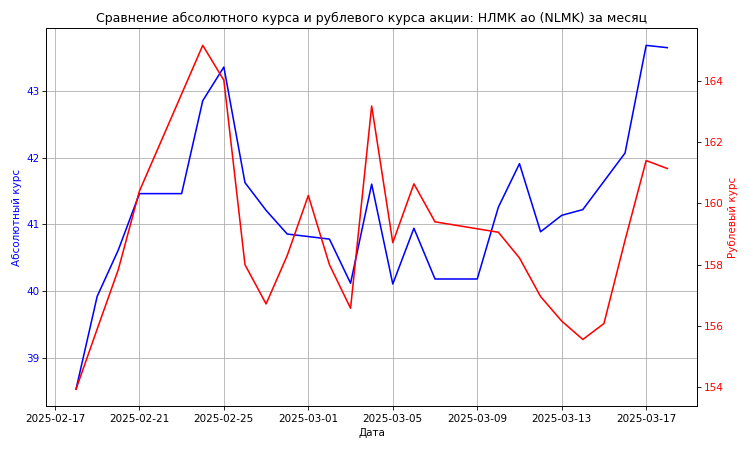 Сравнение абсолютного курса и рублевого курса акции: НЛМК ао (NLMK) за месяц
Абсолютный курс
43
42
41
40
39
164
162
160
158
156
154
Рублевый курс
2025-02-17 2025-02-21 2025-02-25 2025-03-01 2025-03-05 2025-03-09 2025-03-13 2025-03-17
Дата